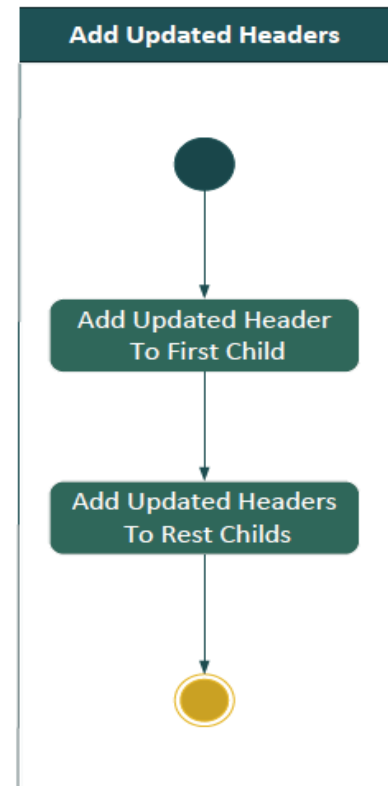 Add Updated Headers
Add Updated Header
To First Child
Add Updated Headers
To Rest Childs